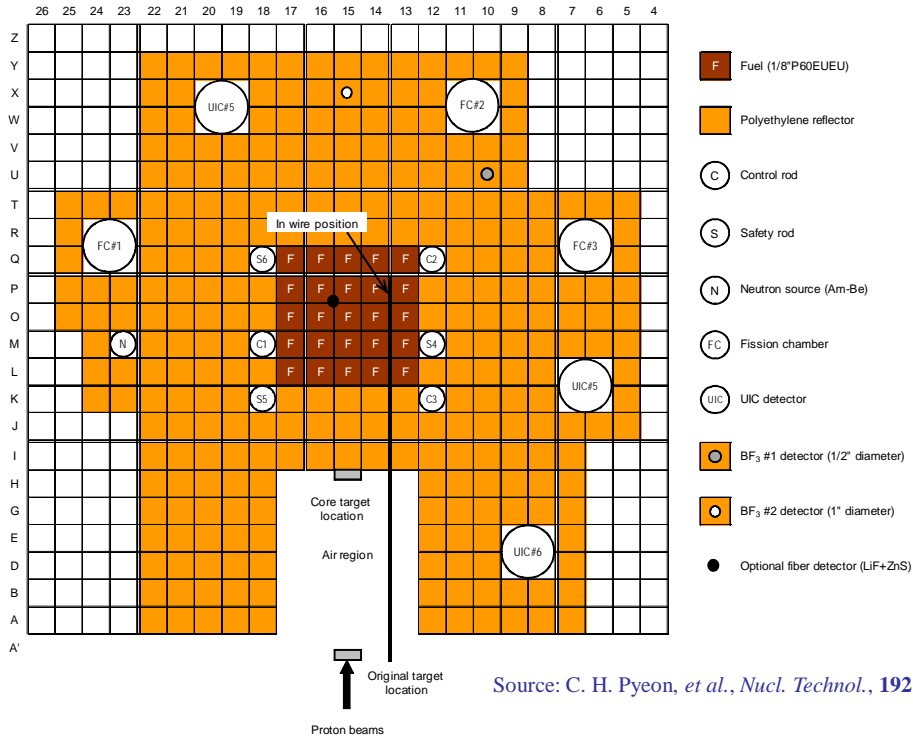 26 25 24 23 22 21 20 19 18 17 16 15 14 13 12 11 10 9 8 7 6 5 4
Z
Y
X UIC#5 FC#2
W
V
U
T
In wire position
R
FC#1 FC#3
Q S6 F F F F F C2
P F F F F F
O F F F F F
M N C1 F F F F F S4
L F F F F F
UIC#5
K S5 C3
J
I
H
Core target
location
G
Air region
E
UIC#6
D
B
A
A'
Original target
location
Proton beams
F Fuel (1/8"P60EUEU)
Polyethylene reflector
C Control rod
S Safety rod
N Neutron source (Am-Be)
FC Fission chamber
UIC UIC detector
BF₃ #1 detector (1/2" diameter)
BF₃ #2 detector (1" diameter)
Optional fiber detector (LiF+ZnS)
Source: C. H. Pyeon, et al., Nucl. Technol., 192